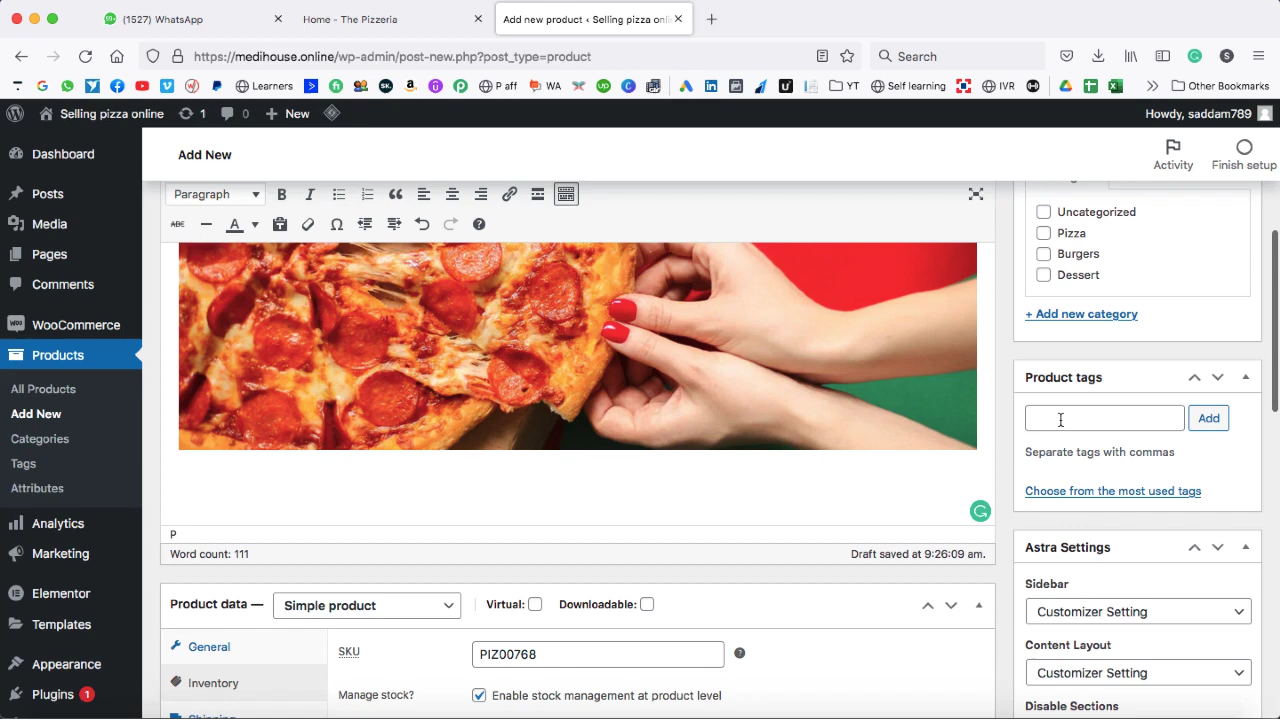 (1527) WhatsApp
Home - The Pizzeria
Add new product ‹ Selling pizza onli
https://medihouse.online/wp-admin/post-new.php?post_type=product
Search
Learners
P aff
WA
YT
Self learning
IVR
Other Bookmarks
Selling pizza online
1
0
New
Howdy, saddam789
Add New
Activity
Finish setup
Dashboard
Posts
Media
Pages
Comments
WooCommerce
Products
All Products
Add New
Categories
Tags
Attributes
Analytics
Marketing
Elementor
Templates
Appearance
Plugins 1
Paragraph
P
Word count: 111
Draft saved at 9:26:09 am.
Product data —
Simple product
Virtual:
Downloadable:
General
Inventory
Shipping
SKU
PIZ00768
Manage stock?
Enable stock management at product level
Uncategorized
Pizza
Burgers
Dessert
+ Add new category
Product tags
Add
Separate tags with commas
Choose from the most used tags
Astra Settings
Sidebar
Customizer Setting
Content Layout
Customizer Setting
Disable Sections